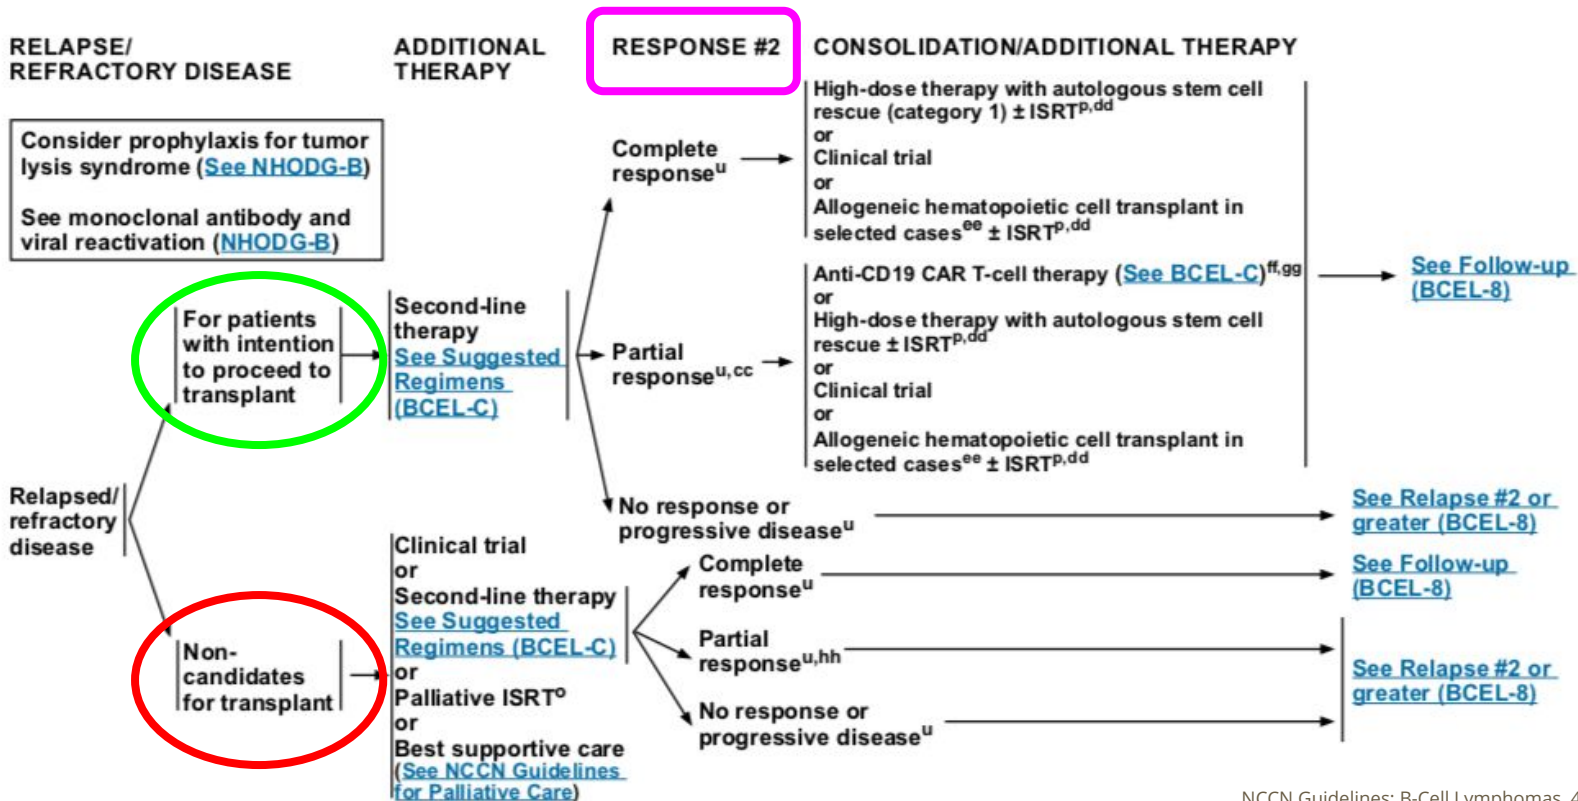 RELAPSE/
REFRACTORY DISEASE
ADDITIONAL
THERAPY
RESPONSE #2
CONSOLIDATION/ADDITIONAL THERAPY
Consider prophylaxis for tumor
lysis syndrome (See NHODG-B)
See monoclonal antibody and
viral reactivation (NHODG-B)
Relapsed/
refractory
disease
For patients
with intention
to proceed to
transplant
Second-line
therapy
See Suggested
Regimens
(BCEL-C)
Complete
responseᵘ
High-dose therapy with autologous stem cell
rescue (category 1) ± ISRTᵖ,ᵈᵈ
or
Clinical trial
or
Allogeneic hematopoietic cell transplant in
selected casesᵉᵉ ± ISRTᵖ,ᵈᵈ
Partial
responseᵘ,ᶜᶜ
Anti-CD19 CAR T-cell therapy (See BCEL-C)ᶠᶠ,ᵍᵍ
or
High-dose therapy with autologous stem cell
rescue ± ISRTᵖ,ᵈᵈ
or
Clinical trial
or
Allogeneic hematopoietic cell transplant in
selected casesᵉᵉ ± ISRTᵖ,ᵈᵈ
See Follow-up
(BCEL-8)
No response or
progressive diseaseᵘ
See Relapse #2 or
greater (BCEL-8)
Non-
candidates
for transplant
Clinical trial
or
Second-line therapy
See Suggested
Regimens (BCEL-C)
or
Palliative ISRTᵒ
or
Best supportive care
(See NCCN Guidelines
for Palliative Care)
Complete
responseᵘ
See Follow-up
(BCEL-8)
Partial
responseᵘ,ʰʰ
No response or
progressive diseaseᵘ
See Relapse #2 or
greater (BCEL-8)
NCCN Guidelines: B-Cell Lymphomas, 4